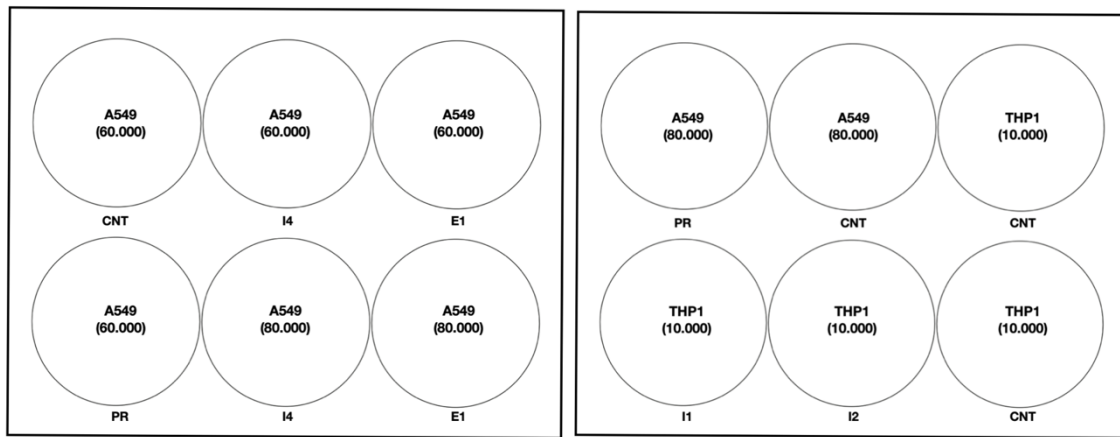 A549
(60.000)
A549
(60.000)
A549
(60.000)
CNT
I4
E1
A549
(60.000)
A549
(80.000)
A549
(80.000)
PR
I4
E1
A549
(80.000)
A549
(80.000)
THP1
(10.000)
PR
CNT
CNT
THP1
(10.000)
THP1
(10.000)
THP1
(10.000)
I1
I2
CNT